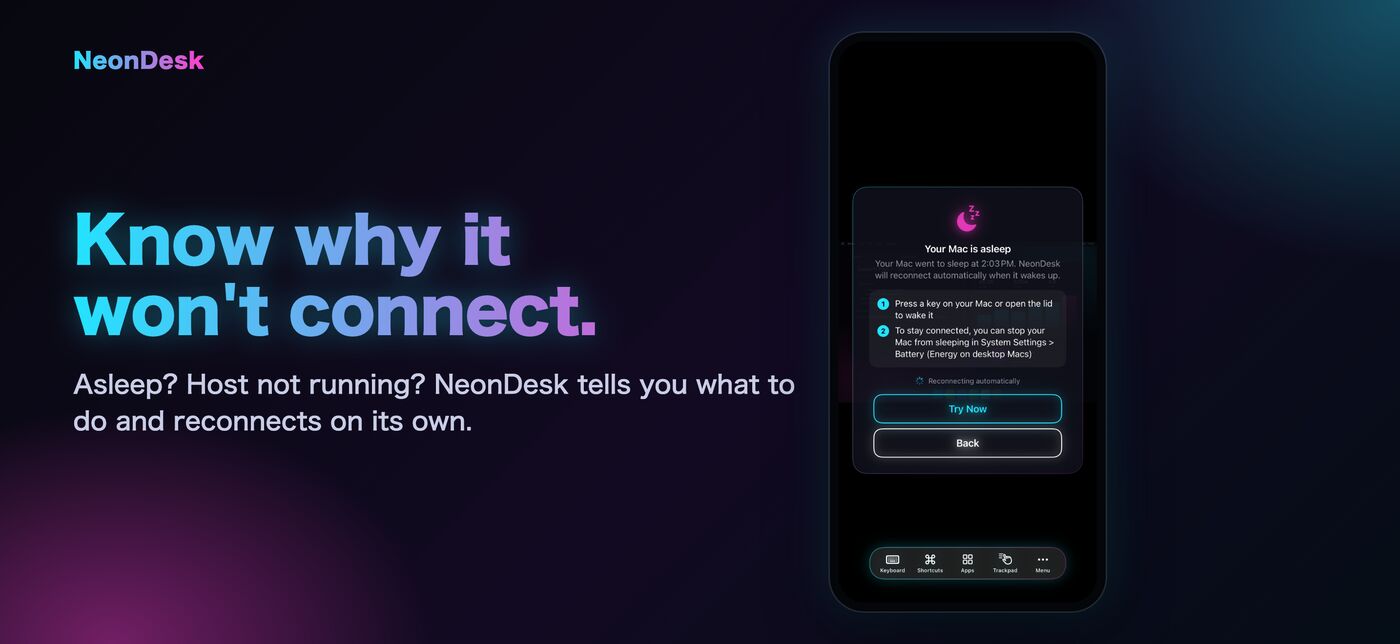 NeonDesk
Know why it
won't connect.
Asleep? Host not running? NeonDesk tells you what to
do and reconnects on its own.
Your Mac is asleep
Your Mac went to sleep at 2:03 PM. NeonDesk
will reconnect automatically when it wakes up.
1 Press a key on your Mac or open the lid
to wake it
2 To stay connected, you can stop your
Mac from sleeping in System Settings >
Battery (Energy on desktop Macs)
Reconnecting automatically
Try Now
Back
Keyboard Shortcuts Apps Trackpad Menu